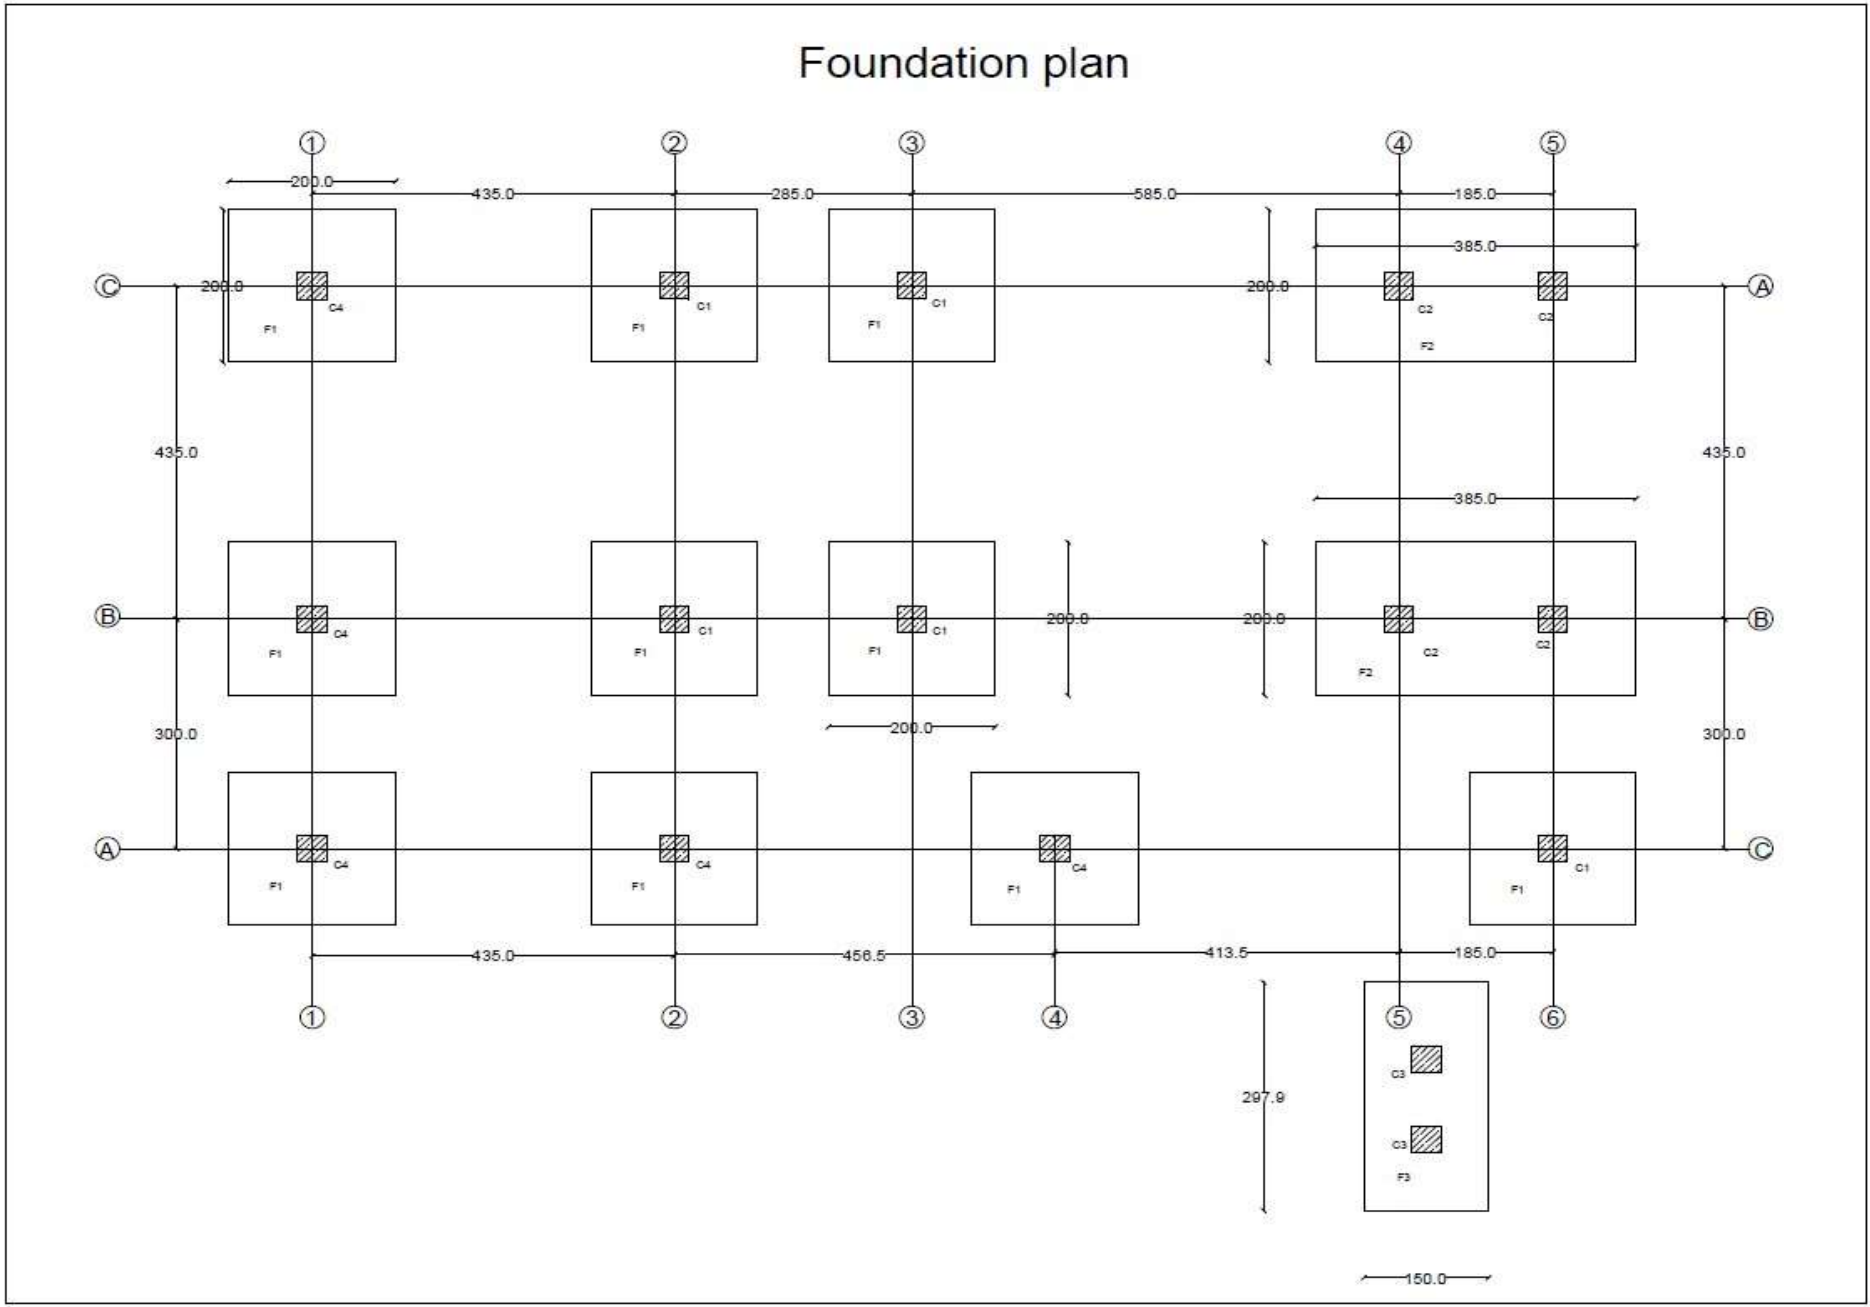 Foundation plan
1 2 3 4 5
200.0
435.0 285.0 585.0 185.0
385.0
C 200.0 200.0 A
C4 C1 C1 C2 C2
F1 F1 F1 F2
435.0 435.0
385.0
B 200.0 200.0 B
C4 C1 C1 C2 C2
F1 F1 F1 F2
200.0
300.0 300.0
A C
C4 C4 C4 C1
F1 F1 F1 F1
435.0 456.5 413.5 185.0
1 2 3 4 5 6
C3
297.9
C3
F3
150.0